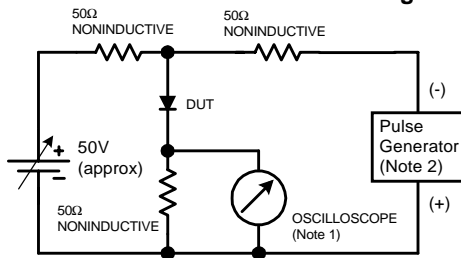 50Ω
NONINDUCTIVE
50Ω
NONINDUCTIVE
DUT
(-)
+
50V
(approx)
−
Pulse
Generator
(Note 2)
50Ω
NONINDUCTIVE
OSCILLOSCOPE
(Note 1)
(+)